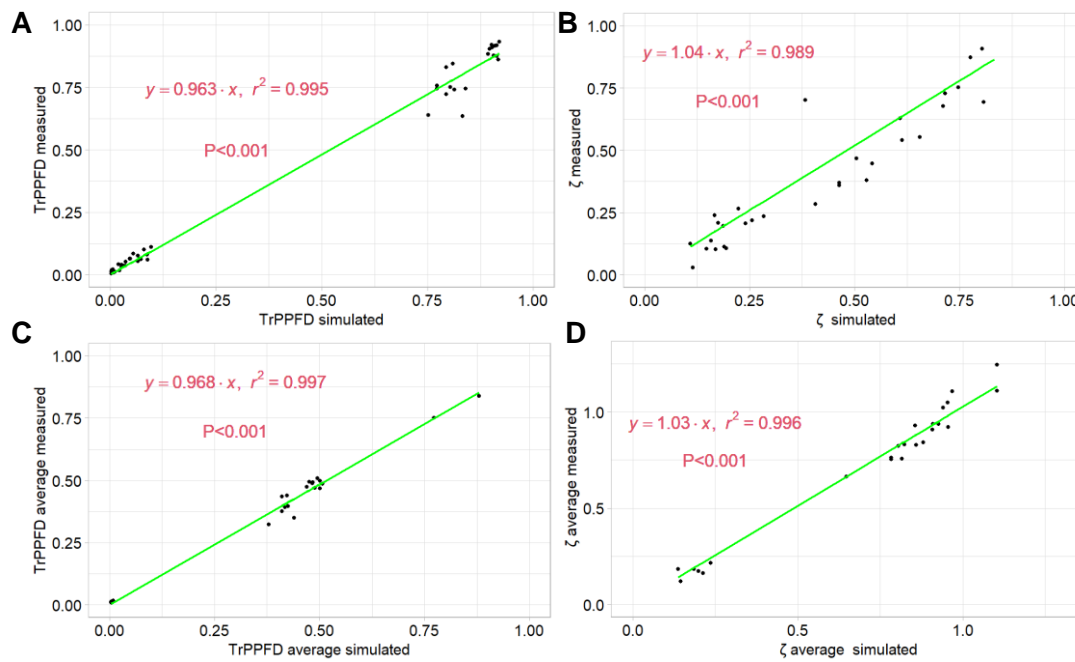 A
1.00
0.75
0.50
0.25
0.00
TrPPFD measured
y = 0.963 · x, r² = 0.995
P<0.001
0.00 0.25 0.50 0.75 1.00
TrPPFD simulated
B
1.00
0.75
0.50
0.25
0.00
ζ measured
y = 1.04 · x, r² = 0.989
P<0.001
0.00 0.25 0.50 0.75 1.00
ζ simulated
C
1.00
0.75
0.50
0.25
0.00
TrPPFD average measured
y = 0.968 · x, r² = 0.997
P<0.001
0.00 0.25 0.50 0.75 1.00
TrPPFD average simulated
D
1.0
0.5
0.0
ζ average measured
y = 1.03 · x, r² = 0.996
P<0.001
0.0 0.5 1.0
ζ average simulated